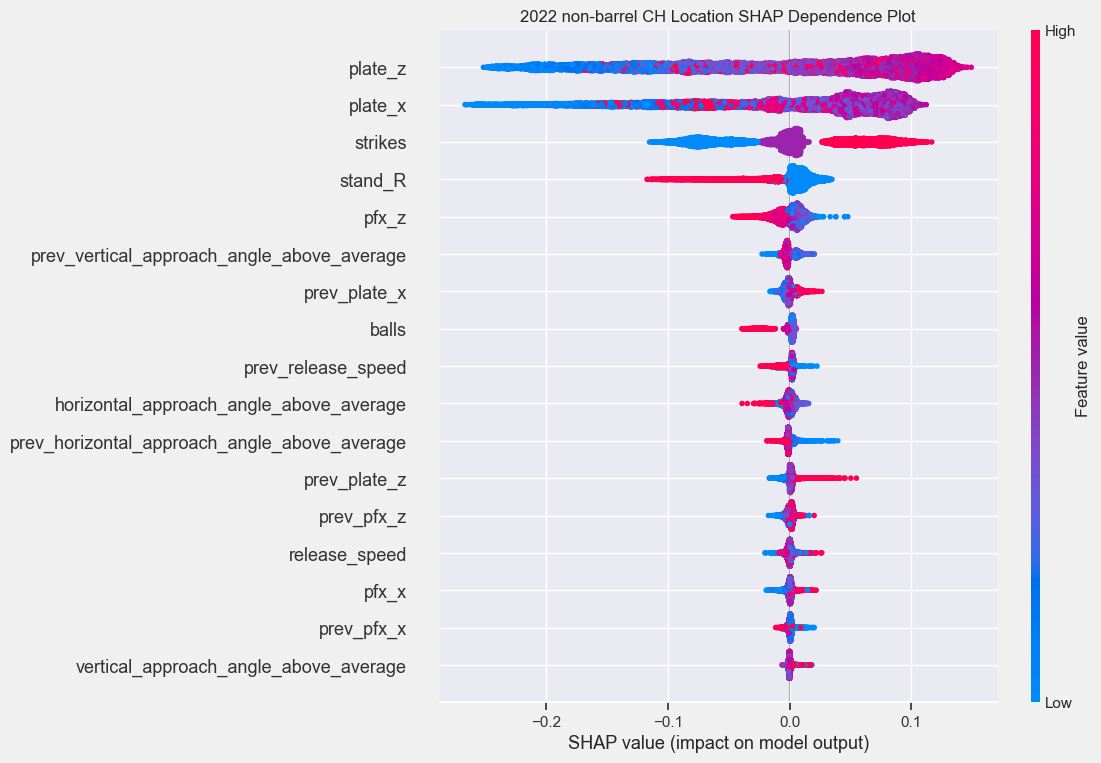 2022 non-barrel CH Location SHAP Dependence Plot
High
plate_z
plate_x
strikes
stand_R
pfx_z
prev_vertical_approach_angle_above_average
prev_plate_x
balls
prev_release_speed
horizontal_approach_angle_above_average
prev_horizontal_approach_angle_above_average
prev_plate_z
prev_pfx_z
release_speed
pfx_x
prev_pfx_x
vertical_approach_angle_above_average
Feature value
Low
−0.2 −0.1 0.0 0.1
SHAP value (impact on model output)